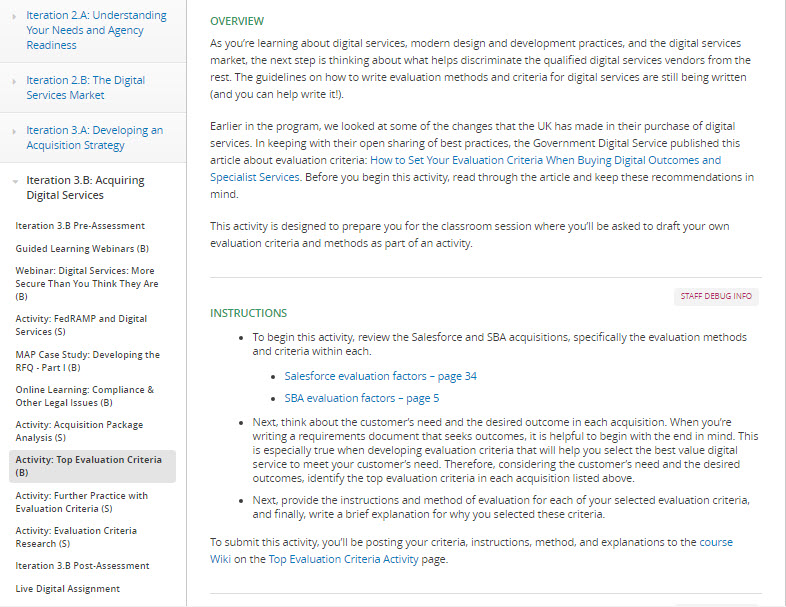 Iteration 2.A: Understanding
Your Needs and Agency
Readiness
Iteration 2.B: The Digital
Services Market
Iteration 3.A: Developing an
Acquisition Strategy
Iteration 3.B: Acquiring
Digital Services
Iteration 3.B Pre-Assessment
Guided Learning Webinars (B)
Webinar: Digital Services: More
Secure Than You Think They Are
(B)
Activity: FedRAMP and Digital
Services (S)
MAP Case Study: Developing the
RFQ - Part I (B)
Online Learning: Compliance &
Other Legal Issues (B)
Activity: Acquisition Package
Analysis (S)
Activity: Top Evaluation Criteria
(B)
Activity: Further Practice with
Evaluation Criteria (S)
Activity: Evaluation Criteria
Research (S)
Iteration 3.B Post-Assessment
Live Digital Assignment
OVERVIEW
As you're learning about digital services, modern design and development practices, and the digital services
market, the next step is thinking about what helps discriminate the qualified digital services vendors from the
rest. The guidelines on how to write evaluation methods and criteria for digital services are still being written
(and you can help write it!).
Earlier in the program, we looked at some of the changes that the UK has made in their purchase of digital
services. In keeping with their open sharing of best practices, the Government Digital Service published this
article about evaluation criteria: How to Set Your Evaluation Criteria When Buying Digital Outcomes and
Specialist Services. Before you begin this activity, read through the article and keep these recommendations in
mind.
This activity is designed to prepare you for the classroom session where you'll be asked to draft your own
evaluation criteria and methods as part of an activity.
STAFF DEBUG INFO
INSTRUCTIONS
• To begin this activity, review the Salesforce and SBA acquisitions, specifically the evaluation methods
and criteria within each.
• Salesforce evaluation factors – page 34
• SBA evaluation factors – page 5
• Next, think about the customer's need and the desired outcome in each acquisition. When you're
writing a requirements document that seeks outcomes, it is helpful to begin with the end in mind. This
is especially true when developing evaluation criteria that will help you select the best value digital
service to meet your customer's need. Therefore, considering the customer's need and the desired
outcomes, identify the top evaluation criteria in each acquisition listed above.
• Next, provide the instructions and method of evaluation for each of your selected evaluation criteria,
and finally, write a brief explanation for why you selected these criteria.
To submit this activity, you'll be posting your criteria, instructions, method, and explanations to the course
Wiki on the Top Evaluation Criteria Activity page.